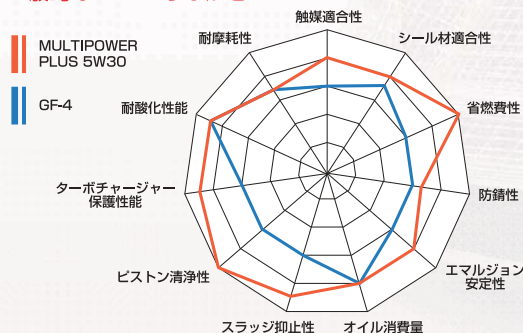 MULTIPOWER
PLUS 5W30
GF-4
触媒適合性
シール材適合性
省燃費性
防錆性
エマルジョン
安定性
オイル消費量
スラッジ抑止性
ピストン清浄性
ターボチャージャー
保護性能
耐酸化性能
耐摩耗性